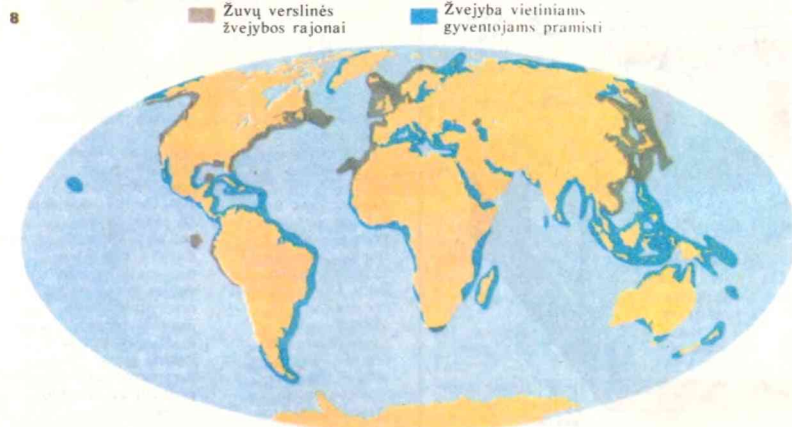 8
Žuvų verslinės
žvejybos rajonai
Žvejyba vietiniams
gyventojams pramisti